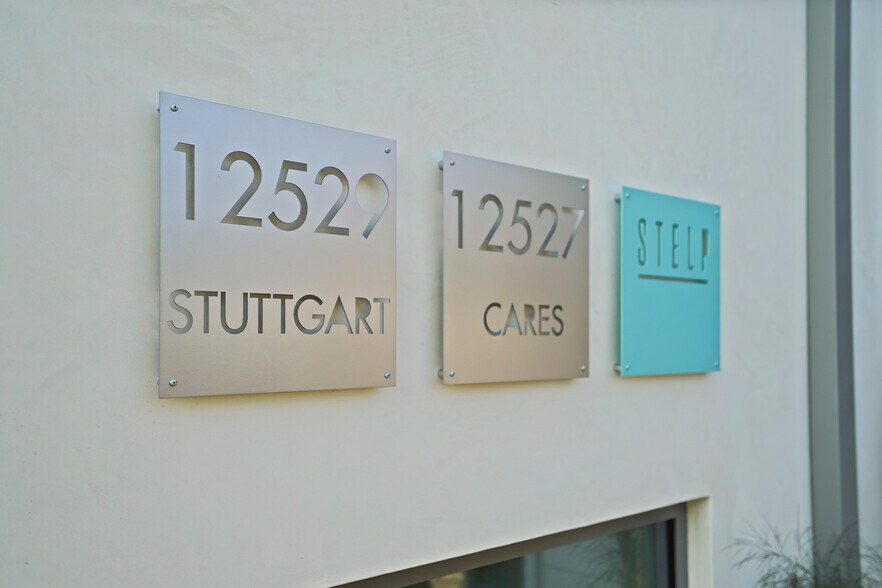 12529
STUTTGART
12527
CARES
STELP